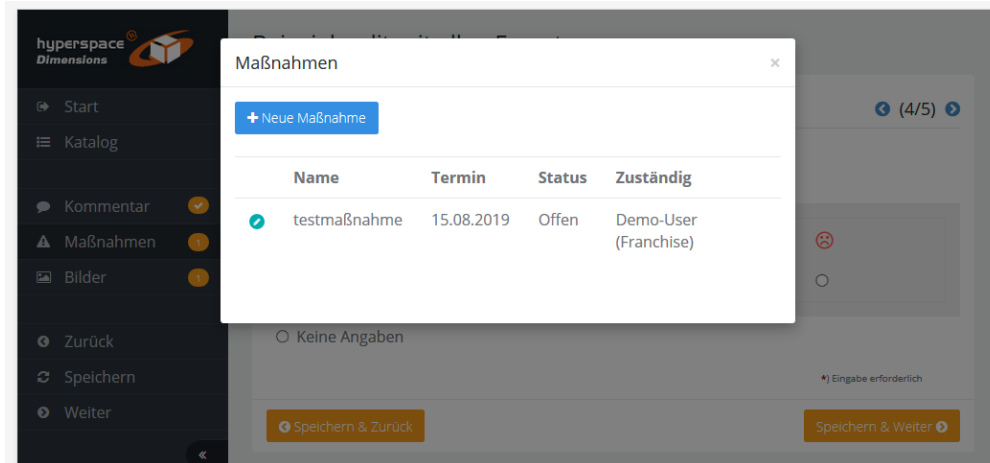 hyperspace®
Dimensions
Start
Katalog
Kommentar
Maßnahmen 1
Bilder 1
Zurück
Speichern
Weiter
«
Maßnahmen ×
+ Neue Maßnahme
Name Termin Status Zuständig
testmaßnahme 15.08.2019 Offen Demo-User
(Franchise)
(4/5)
Keine Angaben
*) Eingabe erforderlich
Speichern & Zurück
Speichern & Weiter